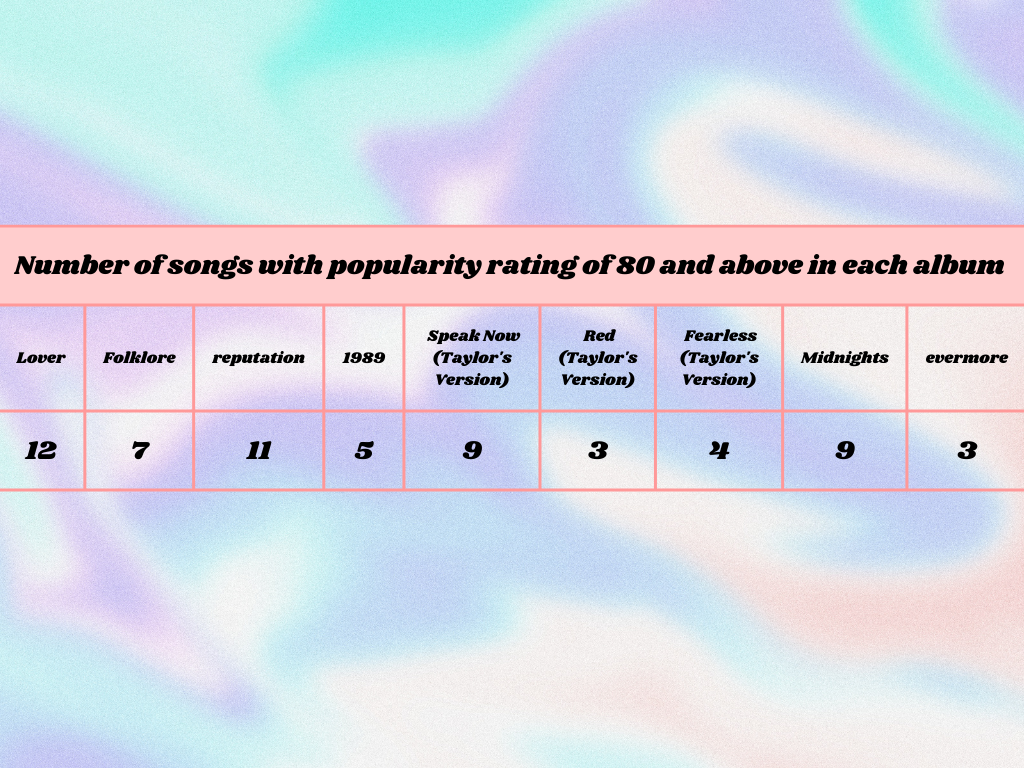 Number of songs with popularity rating of 80 and above in each album
Lover
Folklore
reputation
1989
Speak Now
(Taylor's
Version)
Red
(Taylor's
Version)
Fearless
(Taylor's
Version)
Midnights
evermore
12
7
11
5
9
3
4
9
3